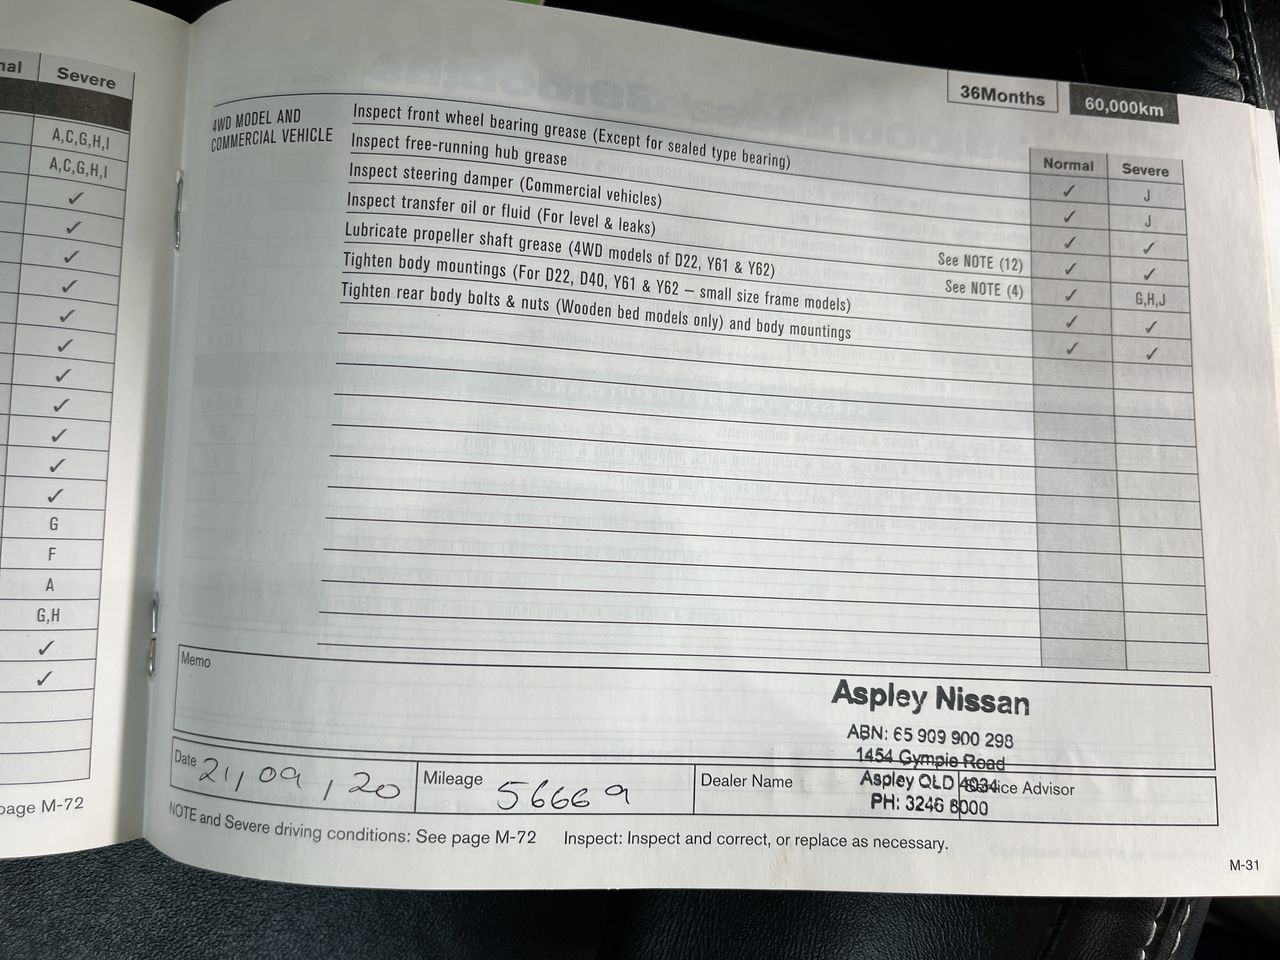 nal Severe
A,C,G,H,I
A,C,G,H,I
✓
✓
✓
✓
✓
✓
✓
✓
✓
✓
✓
G
F
A
G,H
✓
✓
page M-72
36Months 60,000km
Normal Severe
4WD MODEL AND
COMMERCIAL VEHICLE
Inspect front wheel bearing grease (Except for sealed type bearing) ✓ J
Inspect free-running hub grease ✓ J
Inspect steering damper (Commercial vehicles) ✓ ✓
Inspect transfer oil or fluid (For level & leaks) See NOTE (12) ✓ ✓
Lubricate propeller shaft grease (4WD models of D22, Y61 & Y62) See NOTE (4) ✓ G,H,J
Tighten body mountings (For D22, D40, Y61 & Y62 – small size frame models) ✓ ✓
Tighten rear body bolts & nuts (Wooden bed models only) and body mountings ✓ ✓
Memo
Aspley Nissan
ABN: 65 909 900 298
1454 Gympie Road
Aspley QLD 4034
PH: 3246 8000
Date 21/09/20 Mileage 56669 Dealer Name Service Advisor
NOTE and Severe driving conditions: See page M-72 Inspect: Inspect and correct, or replace as necessary.
M-31